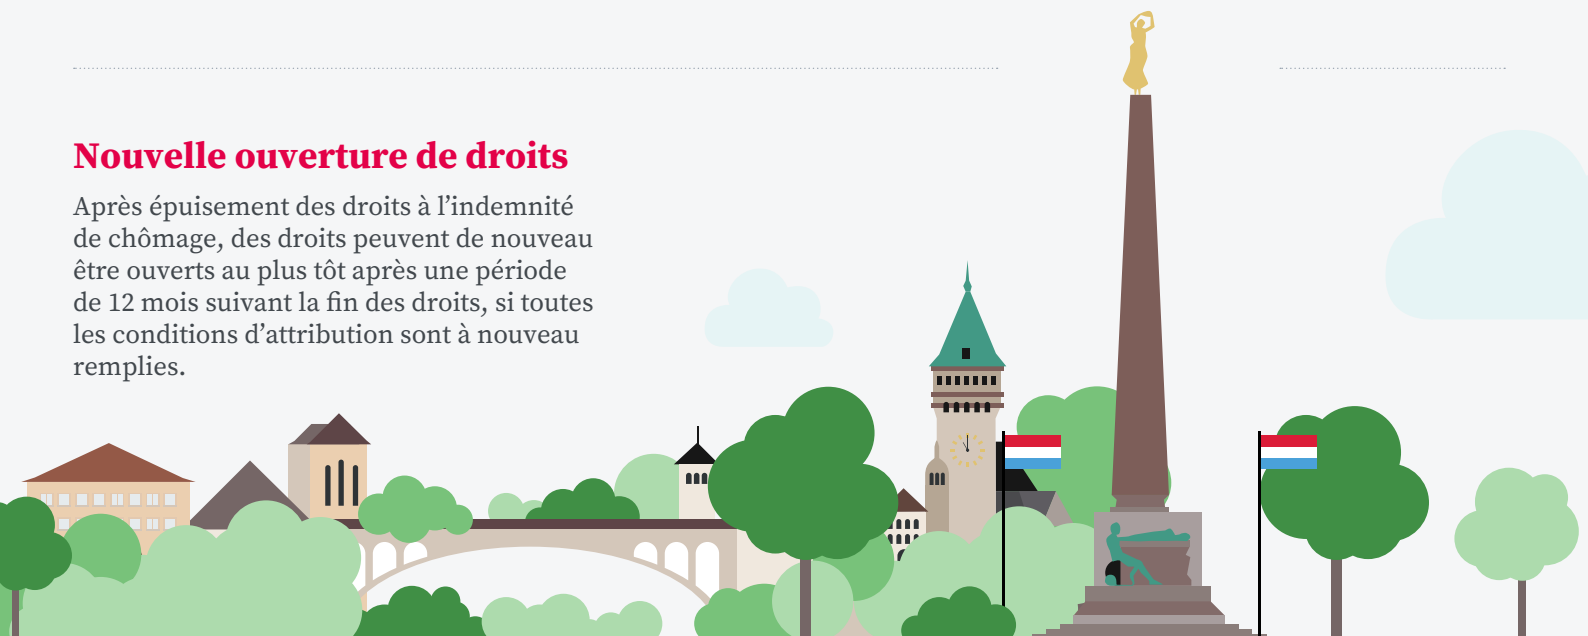 Nouvelle ouverture de droits
Après épuisement des droits à l’indemnité
de chômage, des droits peuvent de nouveau
être ouverts au plus tôt après une période
de 12 mois suivant la fin des droits, si toutes
les conditions d’attribution sont à nouveau
remplies.